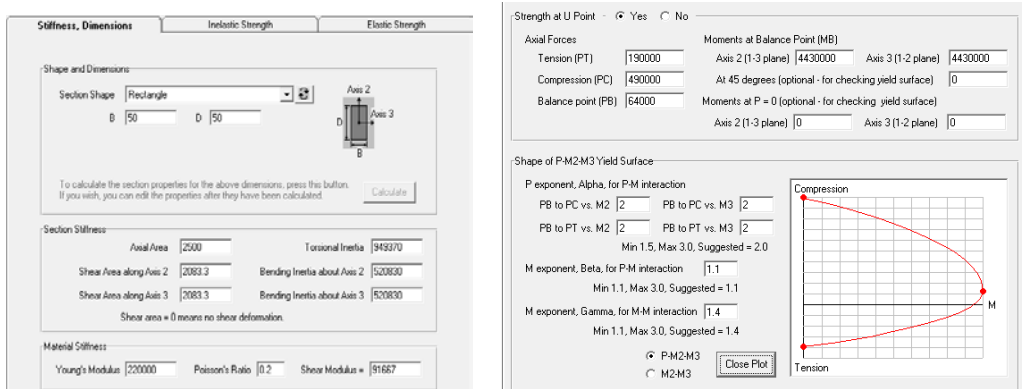 Stiffness, Dimensions
Inelastic Strength
Elastic Strength
Shape and Dimensions
Section Shape Rectangle
B 50 D 50
Axis 2
Axis 3
D
B
To calculate the section properties for the above dimensions, press this button.
If you wish, you can edit the properties after they have been calculated.
Calculate
Section Stiffness
Axial Area 2500 Torsional Inertia 949370
Shear Area along Axis 2 2083.3 Bending Inertia about Axis 2 520830
Shear Area along Axis 3 2083.3 Bending Inertia about Axis 3 520830
Shear area = 0 means no shear deformation.
Material Stiffness
Young's Modulus 220000 Poisson's Ratio 0.2 Shear Modulus = 91667
Strength at U Point - Yes No
Axial Forces Moments at Balance Point (MB)
Tension (PT) 190000 Axis 2 (1-3 plane) 4430000 Axis 3 (1-2 plane) 4430000
Compression (PC) 490000 At 45 degrees (optional - for checking yield surface) 0
Balance point (PB) 64000 Moments at P = 0 (optional - for checking yield surface)
Axis 2 (1-3 plane) 0 Axis 3 (1-2 plane) 0
Shape of P-M2-M3 Yield Surface
P exponent, Alpha, for P-M interaction
PB to PC vs. M2 2 PB to PC vs. M3 2
PB to PT vs. M2 2 PB to PT vs. M3 2
Min 1.5, Max 3.0, Suggested = 2.0
M exponent, Beta, for P-M interaction 1.1
Min 1.1, Max 3.0, Suggested = 1.1
M exponent, Gamma, for M-M interaction 1.4
Min 1.1, Max 3.0, Suggested = 1.4
P-M2-M3
M2-M3
Close Plot
Compression
M
Tension